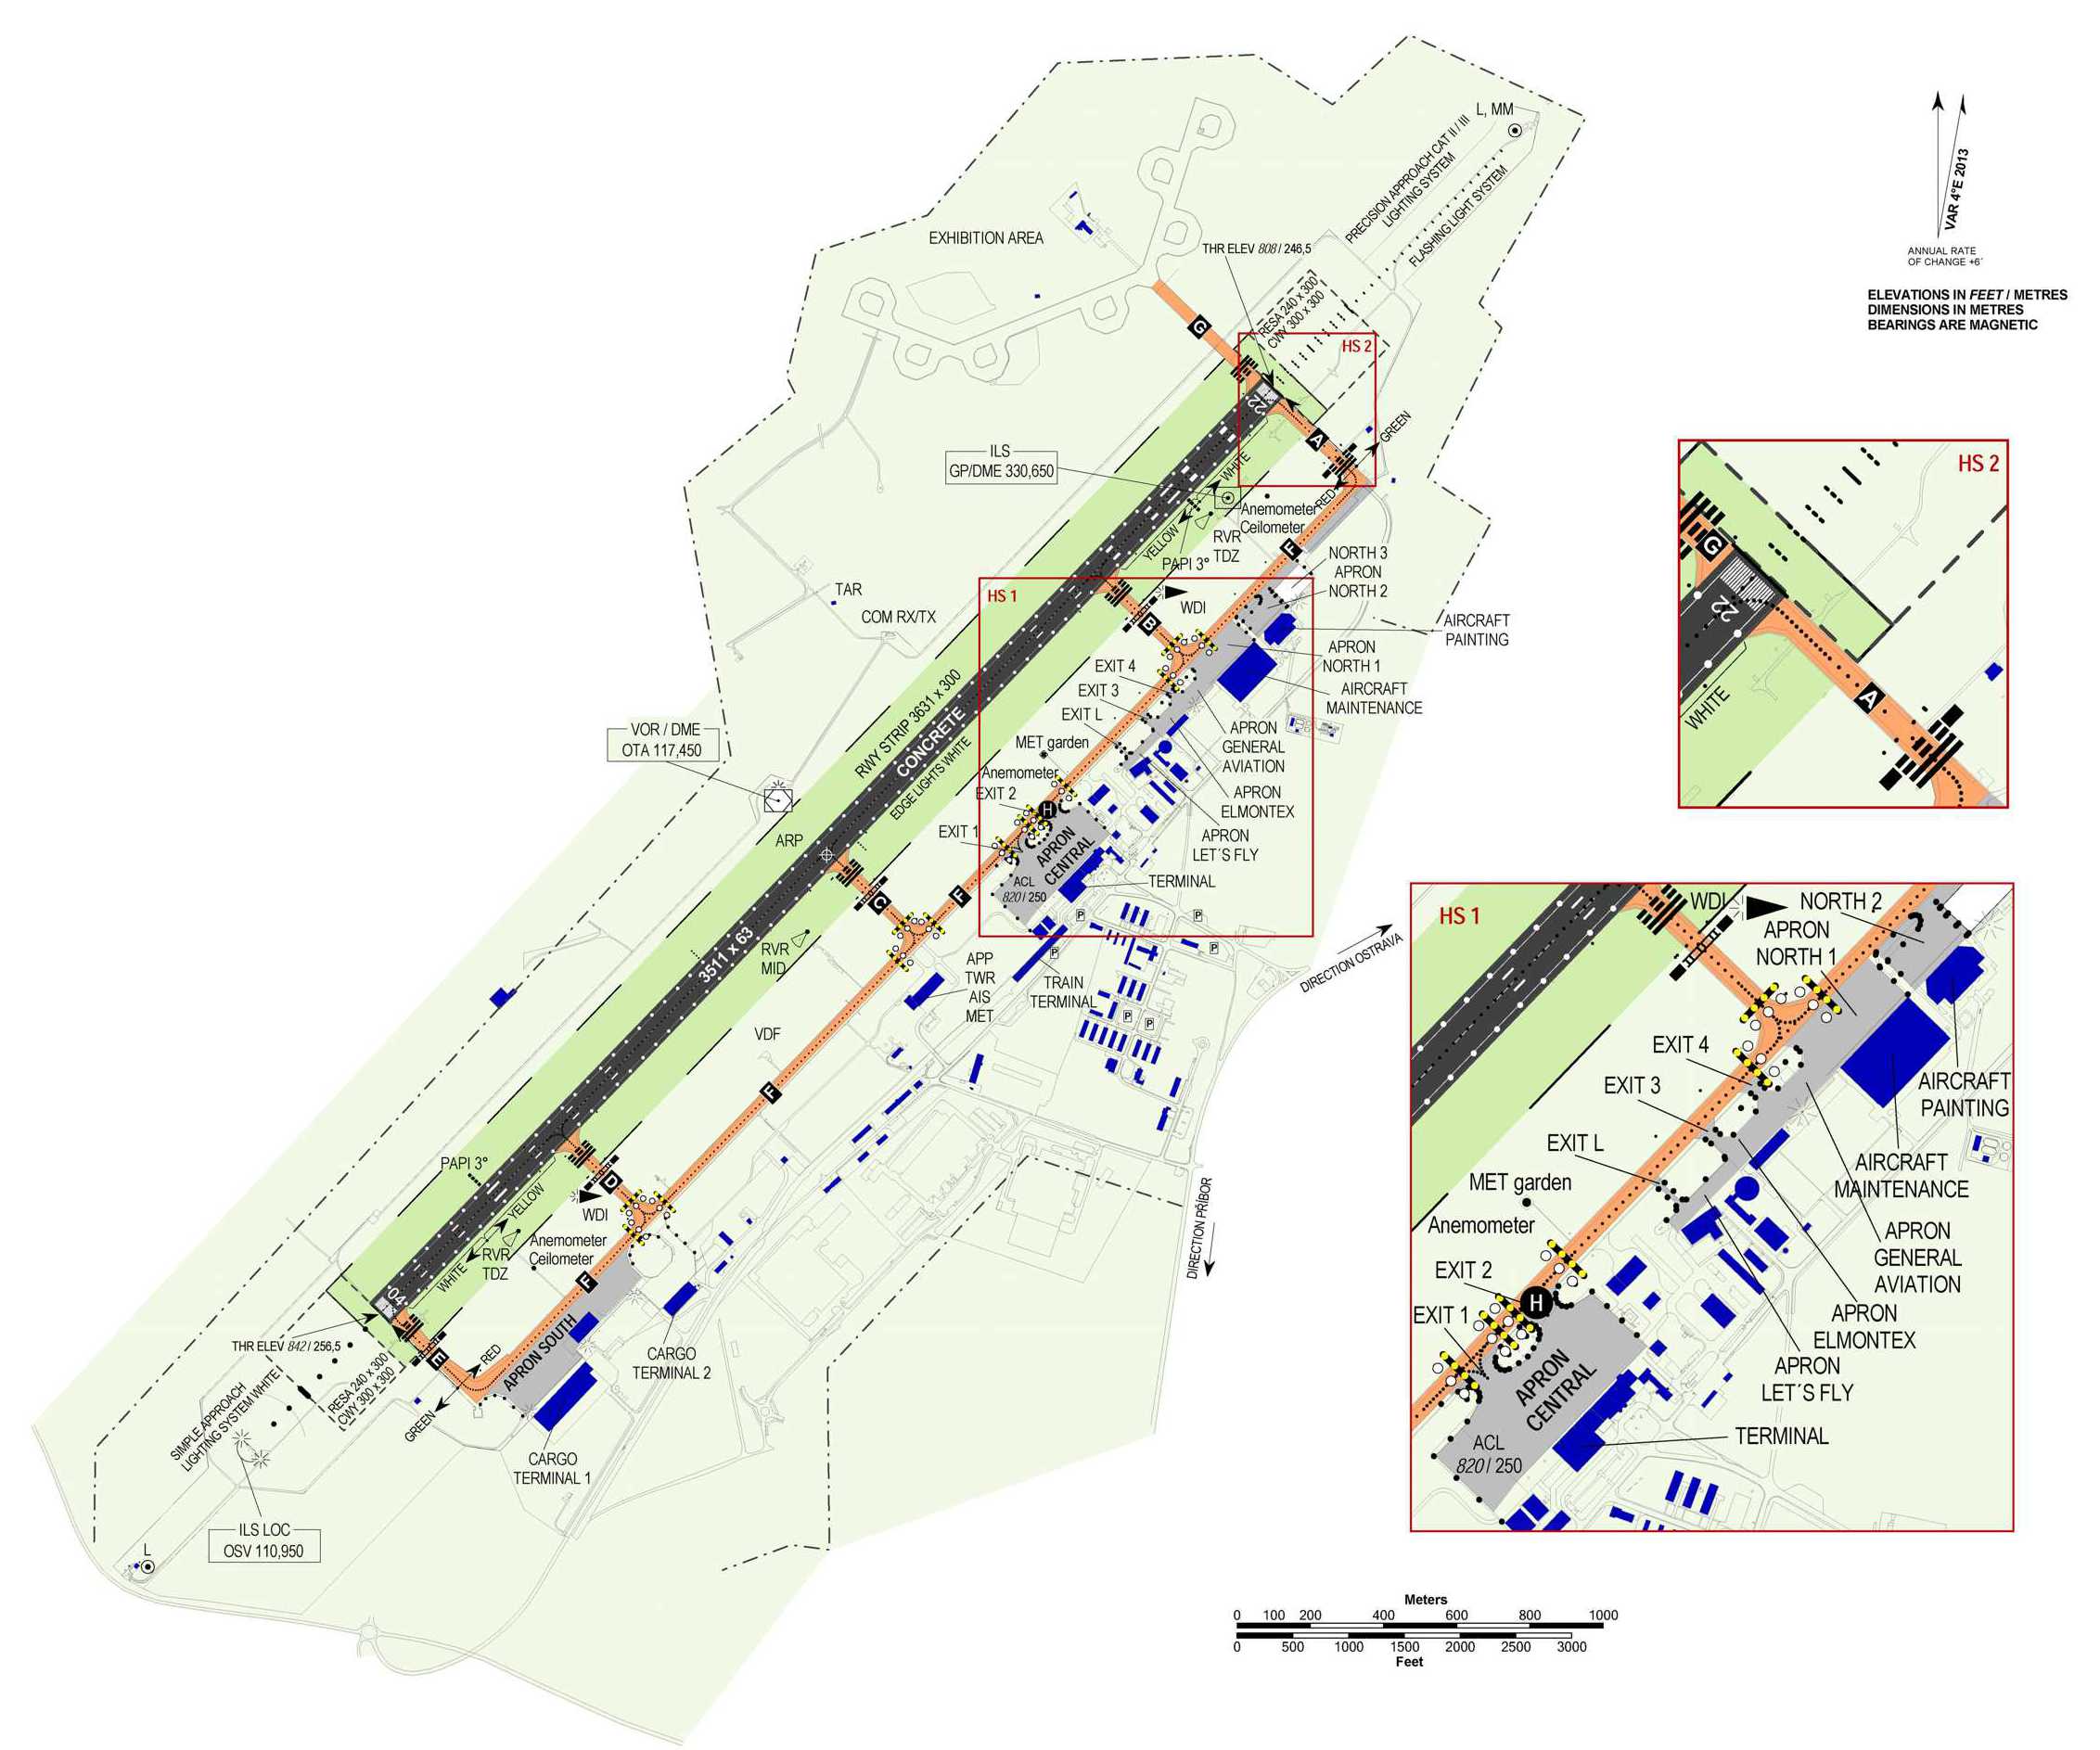 L, MM
PRECISION APPROACH CAT II / III
LIGHTING SYSTEM
FLASHING LIGHT SYSTEM
VAR 4°E 2013
ANNUAL RATE
OF CHANGE +6´
ELEVATIONS IN FEET / METRES
DIMENSIONS IN METRES
BEARINGS ARE MAGNETIC
EXHIBITION AREA
THR ELEV 808 / 246,5
RESA 240 x 300
CWY 300 x 300
G
HS 2
22
A
GREEN
RED
ILS
GP/DME 330,650
WHITE
YELLOW
Anemometer
Ceilometer
RVR
TDZ
PAPI 3°
F
NORTH 3
APRON
NORTH 2
HS 1
WDI
B
TAR
COM RX/TX
AIRCRAFT
PAINTING
APRON
NORTH 1
AIRCRAFT
MAINTENANCE
EXIT 4
EXIT 3
EXIT L
MET garden
Anemometer
EXIT 2
EXIT 1
H
APRON
GENERAL
AVIATION
APRON
ELMONTEX
APRON
LET´S FLY
TERMINAL
APRON
CENTRAL
ACL
820 / 250
RWY STRIP 3631 x 300
CONCRETE
EDGE LIGHTS WHITE
VOR / DME
OTA 117,450
ARP
C
F
3511 x 63
RVR
MID
APP
TWR
AIS
MET
TRAIN
TERMINAL
P
P
P
P
P
P
DIRECTION OSTRAVA
VDF
F
DIRECTION PŘÍBOR
PAPI 3°
D
WDI
YELLOW
WHITE
RVR
TDZ
Anemometer
Ceilometer
F
04
THR ELEV 842 / 256,5
E
RED
GREEN
APRON SOUTH
CARGO
TERMINAL 2
CARGO
TERMINAL 1
RESA 240 x 300
CWY 300 x 300
SIMPLE APPROACH
LIGHTING SYSTEM WHITE
ILS LOC
OSV 110,950
L
HS 2
G
22
A
WHITE
HS 1
WDI
NORTH 2
APRON
NORTH 1
EXIT 4
EXIT 3
EXIT L
MET garden
Anemometer
EXIT 2
EXIT 1
H
AIRCRAFT
PAINTING
AIRCRAFT
MAINTENANCE
APRON
GENERAL
AVIATION
APRON
ELMONTEX
APRON
LET´S FLY
TERMINAL
APRON
CENTRAL
ACL
820 / 250
Meters
0 100 200 400 600 800 1000
0 500 1000 1500 2000 2500 3000
Feet